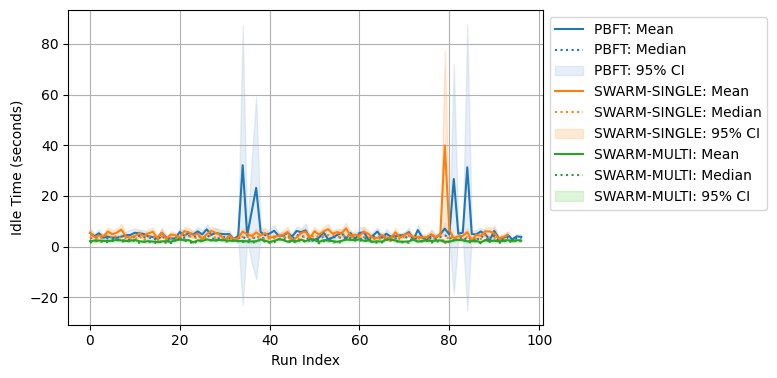 80
60
40
20
0
−20
Idle Time (seconds)
0
20
40
60
80
100
Run Index
PBFT: Mean
PBFT: Median
PBFT: 95% CI
SWARM-SINGLE: Mean
SWARM-SINGLE: Median
SWARM-SINGLE: 95% CI
SWARM-MULTI: Mean
SWARM-MULTI: Median
SWARM-MULTI: 95% CI